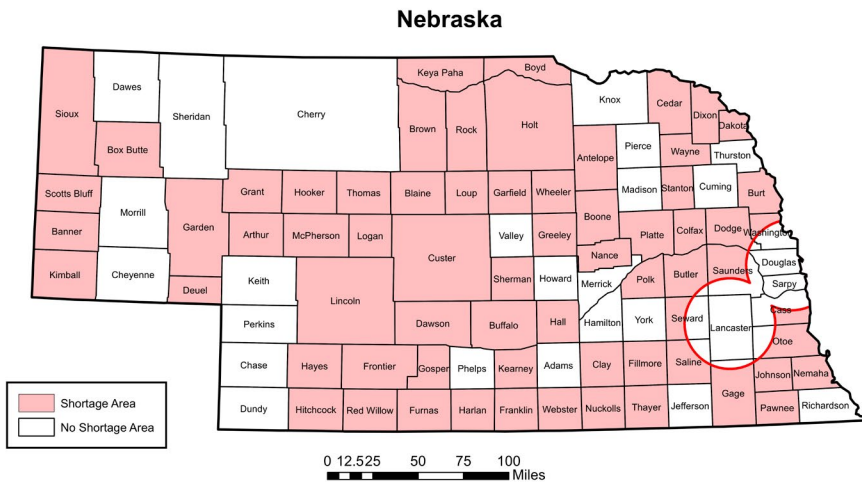 Nebraska
Boyd
Keya Paha
Dawes
Cherry
Knox
Cedar
Sioux
Sheridan
Dixon
Dakota
Brown
Rock
Holt
Box Butte
Pierce
Wayne
Thurston
Antelope
Scotts Bluff
Grant
Hooker
Thomas
Blaine
Loup
Garfield
Wheeler
Madison
Stanton
Cuming
Burt
Morrill
Garden
Boone
Banner
Arthur
McPherson
Logan
Valley
Greeley
Platte
Colfax
Dodge
Washington
Custer
Nance
Douglas
Kimball
Cheyenne
Keith
Sherman
Howard
Merrick
Polk
Butler
Saunders
Sarpy
Deuel
Lincoln
Cass
Perkins
Dawson
Buffalo
Hall
Hamilton
York
Seward
Lancaster
Otoe
Chase
Hayes
Frontier
Gosper
Phelps
Kearney
Adams
Clay
Fillmore
Saline
Johnson
Nemaha
Gage
Dundy
Hitchcock
Red Willow
Furnas
Harlan
Franklin
Webster
Nuckolls
Thayer
Jefferson
Pawnee
Richardson
Shortage Area
No Shortage Area
0 12.525 50 75 100
Miles